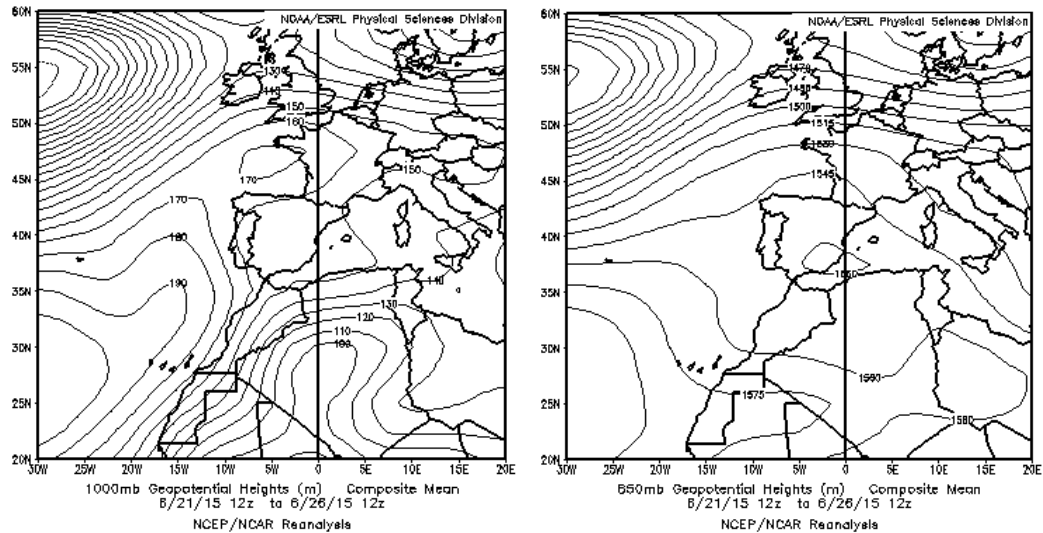 NOAA/ESRL Physical Sciences Division
60N
55N
50N
45N
40N
35N
30N
25N
20N
130
150
160
170
150
170
180
190
140
130
120
110
100
30W 25W 20W 15W 10W 5W 0 5E 10E 15E 20E
1000mb Geopotential Heights (m) Composite Mean
6/21/15 12z to 6/26/15 12z
NCEP/NCAR Reanalysis
NOAA/ESRL Physical Sciences Division
60N
55N
50N
45N
40N
35N
30N
25N
20N
1470
1500
1515
1545
1560
1575
30W 25W 20W 15W 10W 5W 0 5E 10E 15E 20E
850mb Geopotential Heights (m) Composite Mean
6/21/15 12z to 6/26/15 12z
NCEP/NCAR Reanalysis